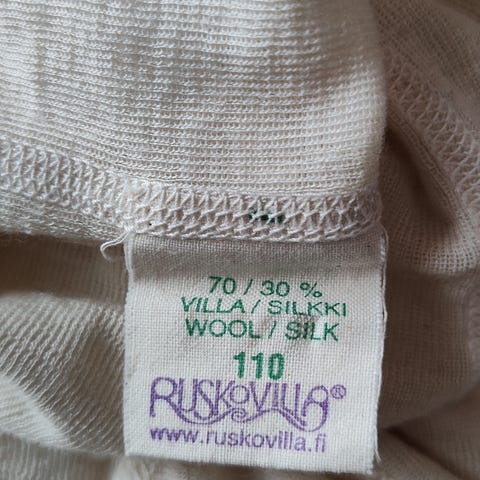 70 / 30 %
VILLA / SILKKI
WOOL / SILK
110
RUSKOVILLA®
www.ruskovilla.fi